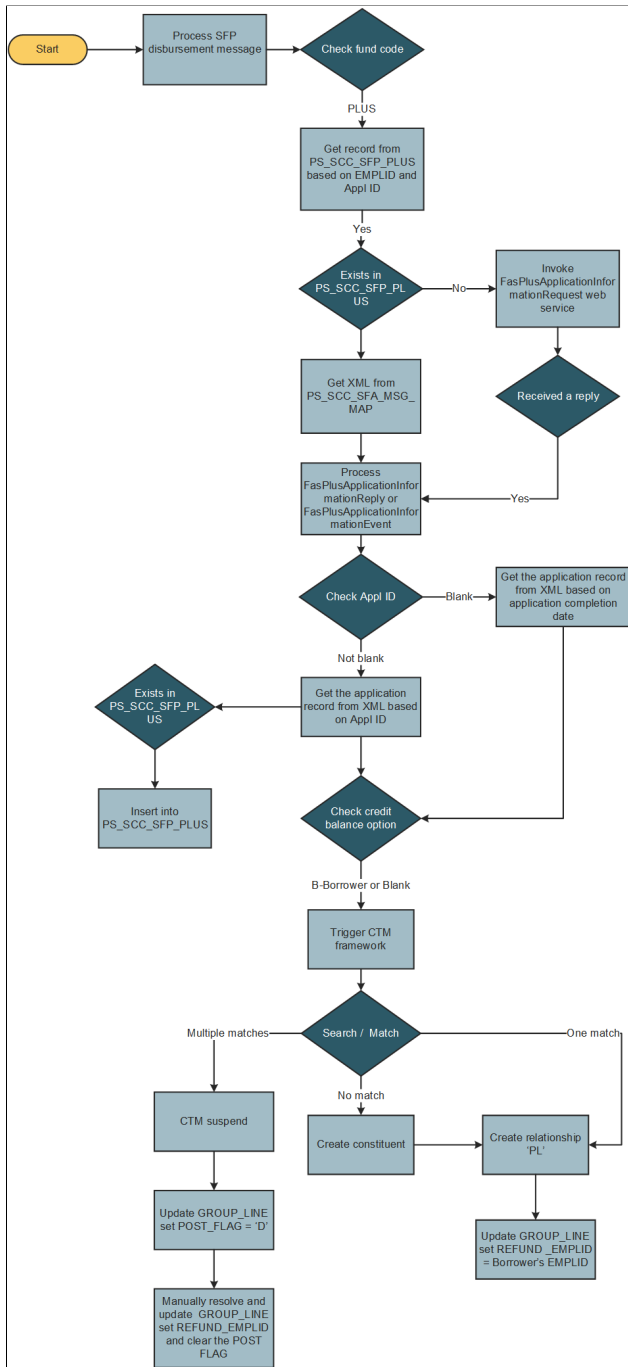 Start
Process SFP
disbursement message
Check fund code
PLUS
Get record from
PS_SCC_SFP_PLUS
based on EMPLID and
Appl ID
Yes
Exists in
PS_SCC_SFP_PL
US
No
Invoke
FasPlusApplicationInfor
mationRequest web
service
Get XML from
PS_SCC_SFA_MSG_
MAP
Received a reply
Process
FasPlusApplicationInfor
mationReply or
FasPlusApplicationInfor
mationEvent
Yes
Check Appl ID
Blank
Get the application record
from XML based on
application completion
date
Not blank
Exists in
PS_SCC_SFP_PL
US
Get the application
record from XML based
on Appl ID
Insert into
PS_SCC_SFP_PLUS
Check credit
balance option
B-Borrower or Blank
Trigger CTM
framework
Search / Match
Multiple matches
One match
No match
CTM suspend
Create constituent
Create relationship
'PL'
Update GROUP_LINE
set POST_FLAG = 'D'
Update GROUP_LINE
set REFUND _EMPLID
= Borrower's EMPLID
Manually resolve and
update GROUP_LINE
set REFUND_EMPLID
and clear the POST
FLAG